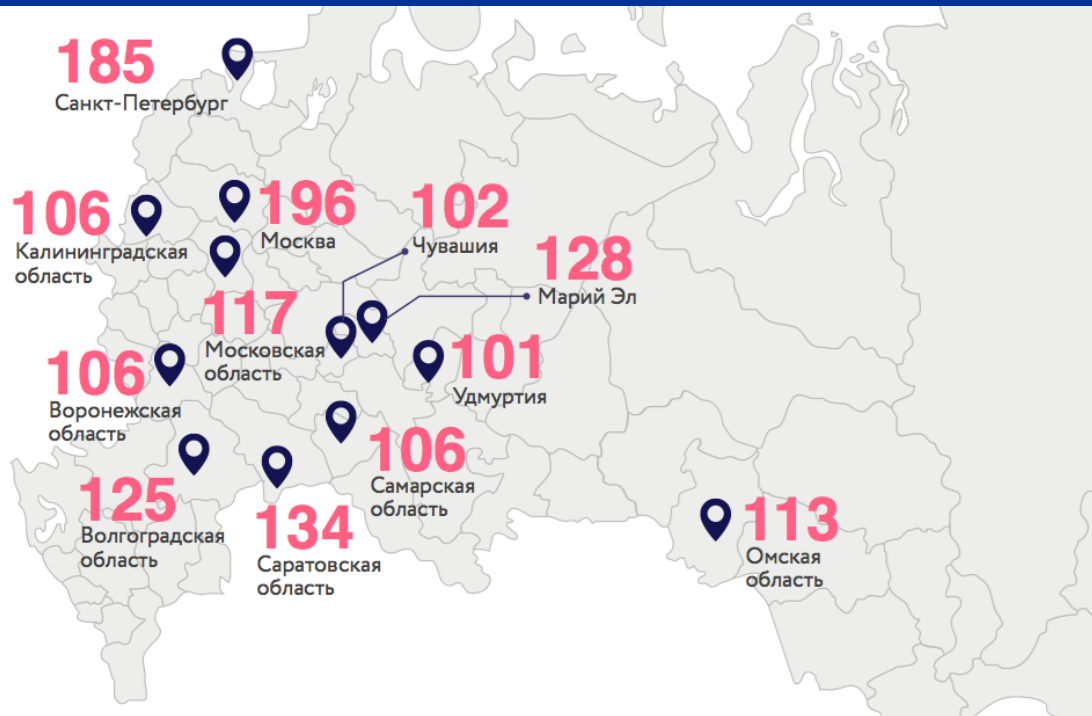 185
Санкт-Петербург
106
Калининградская
область
196
Москва
102
Чувашия
128
Марий Эл
117
Московская
область
101
Удмуртия
106
Воронежская
область
106
Самарская
область
125
Волгоградская
область
134
Саратовская
область
113
Омская
область